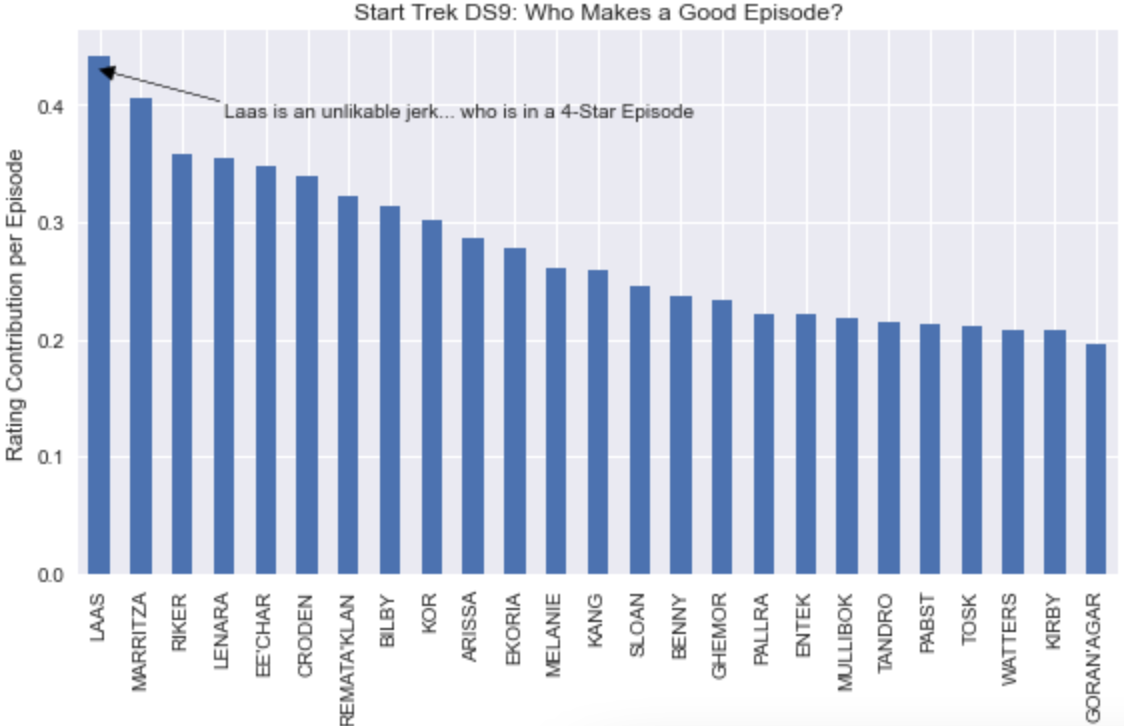 Start Trek DS9: Who Makes a Good Episode?
Laas is an unlikable jerk... who is in a 4-Star Episode
Rating Contribution per Episode
0.4
0.3
0.2
0.1
0.0
LAAS
MARRITZA
RIKER
LENARA
EE'CHAR
CRODEN
REMATA'KLAN
BILBY
KOR
ARISSA
EKORIA
MELANIE
KANG
SLOAN
BENNY
GHEMOR
PALLRA
ENTEK
MULLIBOK
TANDRO
PABST
TOSK
WATTERS
KIRBY
GORAN'AGAR